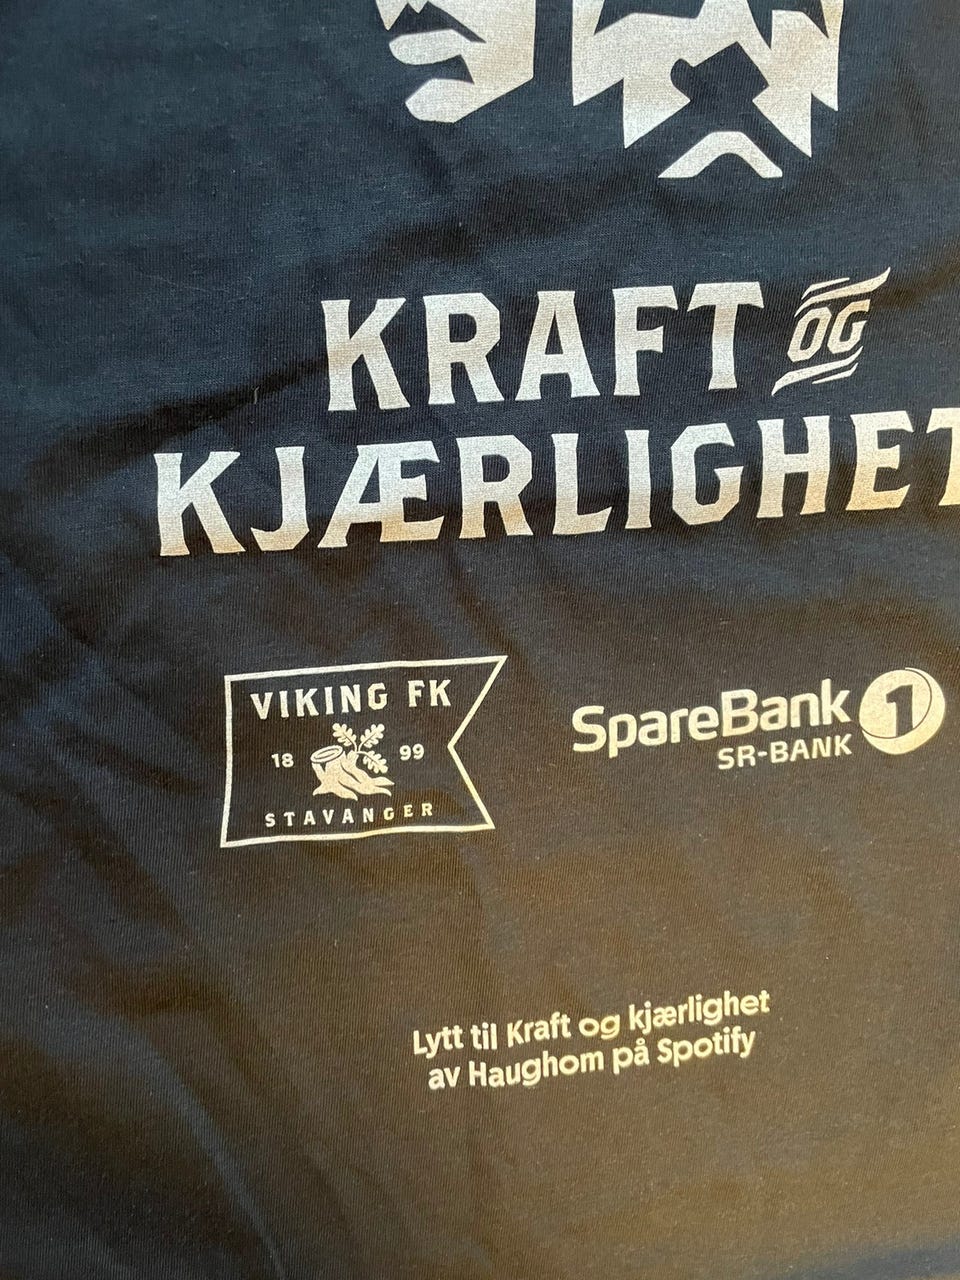 KRAFT OG
KJÆRLIGHET
VIKING FK
18 99
STAVANGER
SpareBank 1
SR-BANK
Lytt til Kraft og kjærlighet
av Haughom på Spotify